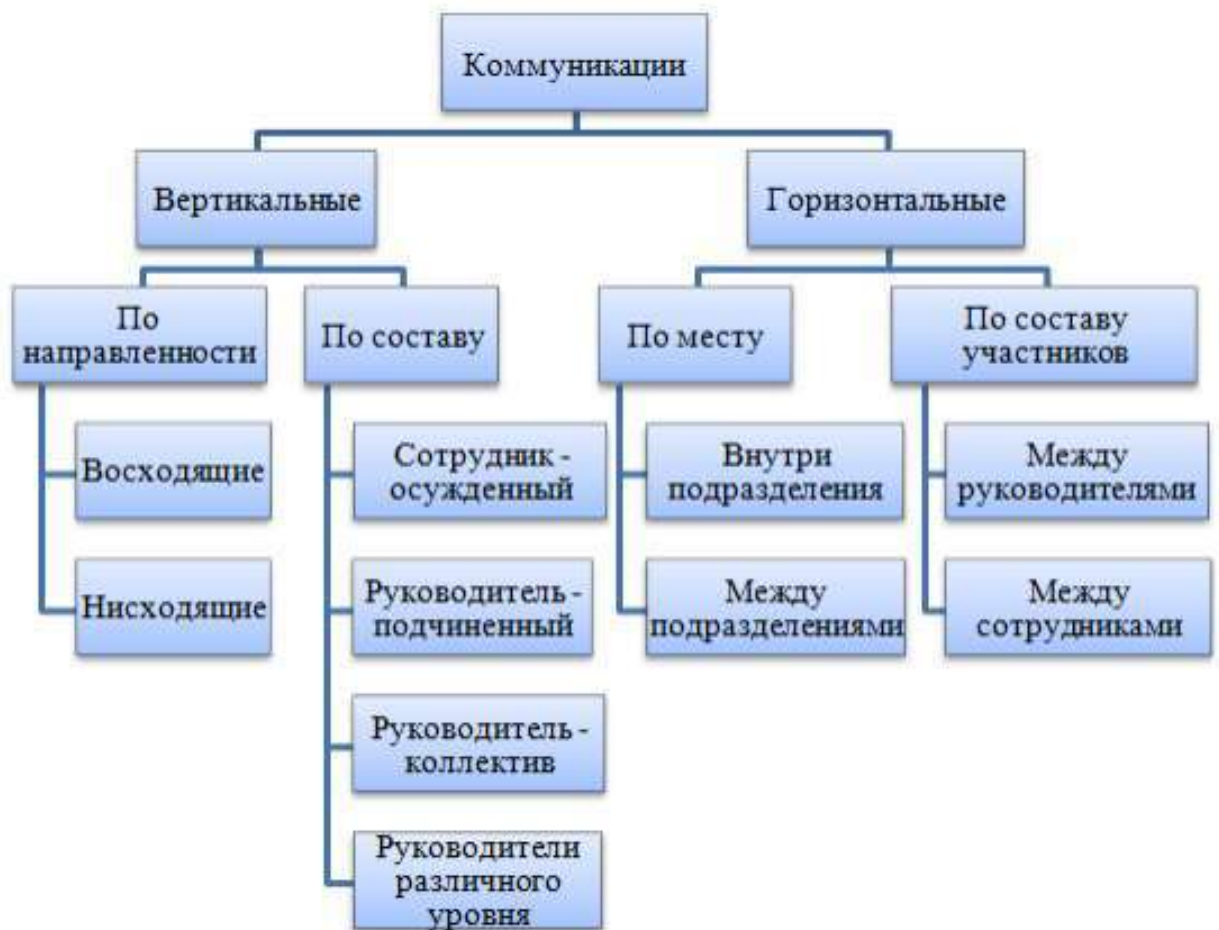 Коммуникации
Вертикальные
Горизонтальные
По
направленности
По составу
По месту
По составу
участников
Восходящие
Нисходящие
Сотрудник -
осужденный
Руководитель -
подчиненный
Руководитель -
коллектив
Руководители
различного
уровня
Внутри
подразделения
Между
подразделениями
Между
руководителями
Между
сотрудниками